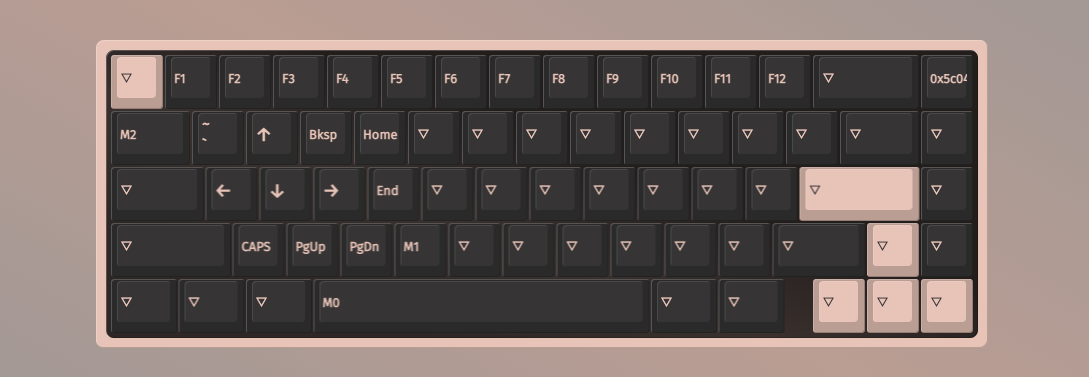 ▽ F1 F2 F3 F4 F5 F6 F7 F8 F9 F10 F11 F12 ▽ 0x5c04
M2 ~ ↑ Bksp Home ▽ ▽ ▽ ▽ ▽ ▽ ▽ ▽ ▽ ▽
`
▽ ← ↓ → End ▽ ▽ ▽ ▽ ▽ ▽ ▽ ▽ ▽
▽ CAPS PgUp PgDn M1 ▽ ▽ ▽ ▽ ▽ ▽ ▽ ▽ ▽
▽ ▽ ▽ M0 ▽ ▽ ▽ ▽ ▽